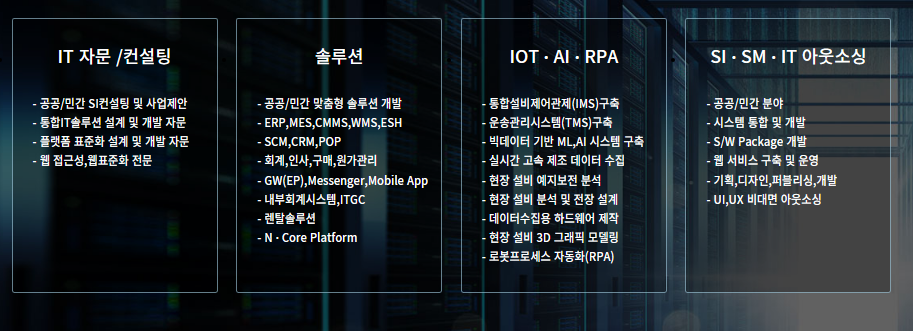 IT 자문 /컨설팅
- 공공/민간 SI컨설팅 및 사업제안
- 통합IT솔루션 설계 및 개발 자문
- 플랫폼 표준화 설계 및 개발 자문
- 웹 접근성,웹표준화 전문
솔루션
- 공공/민간 맞춤형 솔루션 개발
- ERP,MES,CMMS,WMS,ESH
- SCM,CRM,POP
- 회계,인사,구매,원가관리
- GW(EP),Messenger,Mobile App
- 내부회계시스템,ITGC
- 렌탈솔루션
- N · Core Platform
IOT · AI · RPA
- 통합설비제어관제(IMS)구축
- 운송관리시스템(TMS)구축
- 빅데이터 기반 ML,AI 시스템 구축
- 실시간 고속 제조 데이터 수집
- 현장 설비 예지보전 분석
- 현장 설비 분석 및 전장 설계
- 데이터수집용 하드웨어 제작
- 현장 설비 3D 그래픽 모델링
- 로봇프로세스 자동화(RPA)
SI · SM · IT 아웃소싱
- 공공/민간 분야
- 시스템 통합 및 개발
- S/W Package 개발
- 웹 서비스 구축 및 운영
- 기획,디자인,퍼블리싱,개발
- UI,UX 비대면 아웃소싱